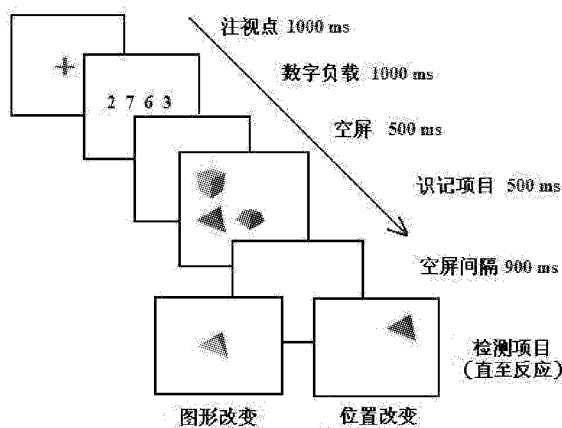 注视点 1000 ms
数字负载 1000 ms
2 7 6 3
空屏 500 ms
识记项目 500 ms
空屏间隔 900 ms
检测项目
(直至反应)
图形改变 位置改变